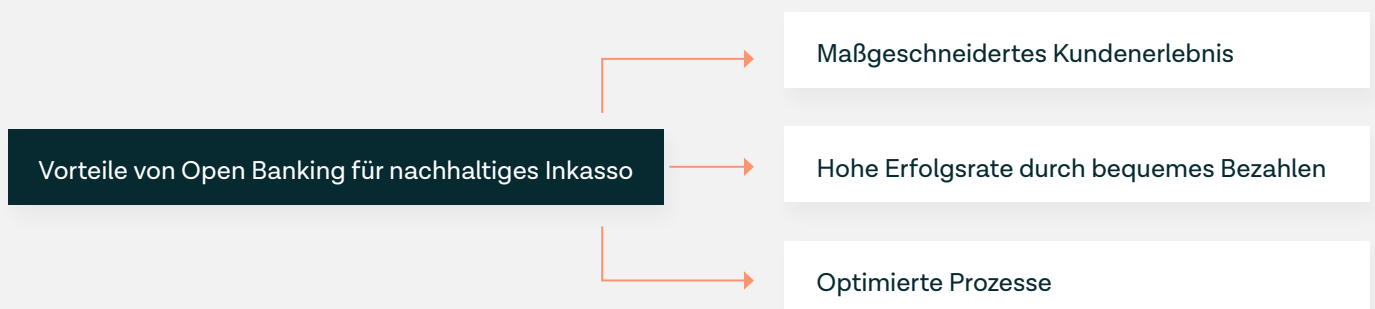 Vorteile von Open Banking für nachhaltiges Inkasso
Maßgeschneidertes Kundenerlebnis
Hohe Erfolgsrate durch bequemes Bezahlen
Optimierte Prozesse